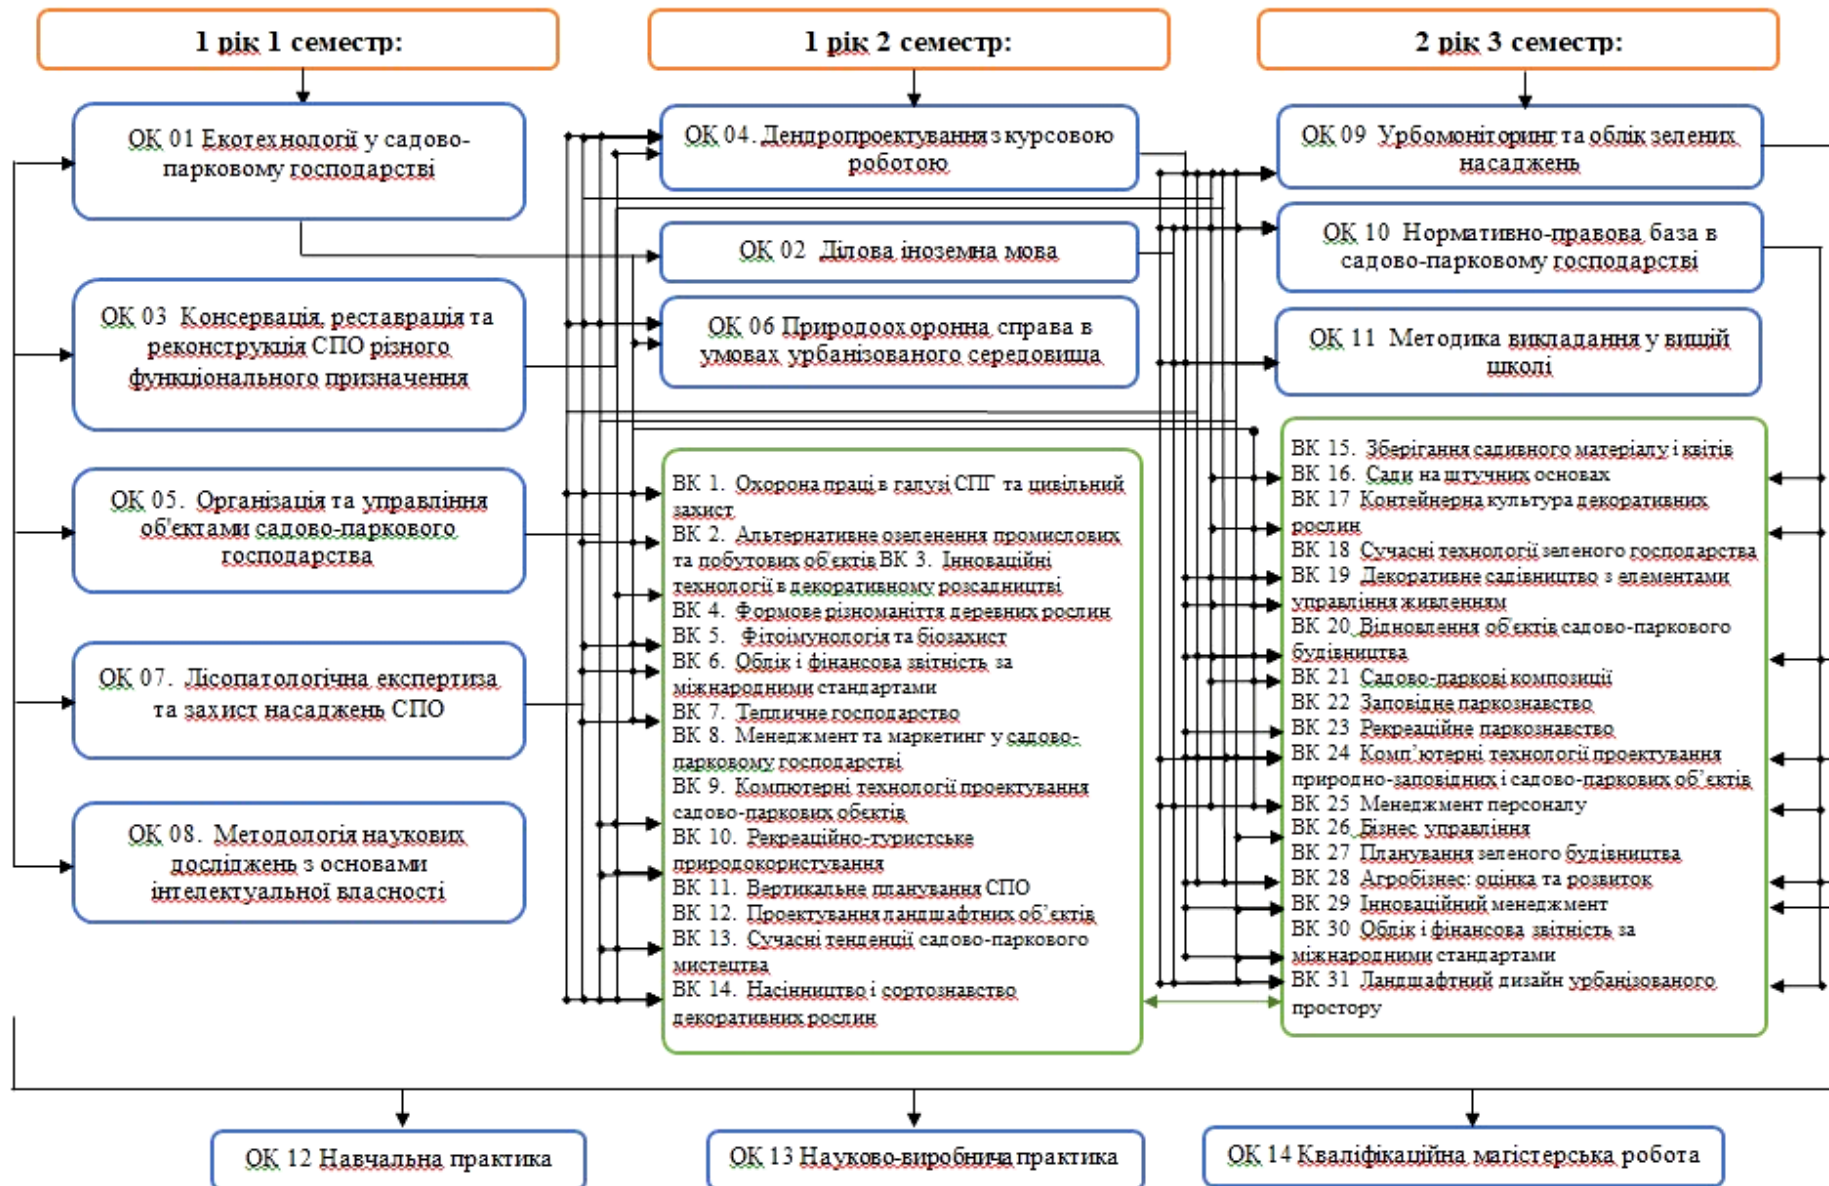 1 рік 1 семестр:
ОК 01 Екотехнології у садово-
парковому господарстві
ОК 03 Консервація, реставрація та
реконструкція СПО різного
функціонального призначення
ОК 05. Організація та управління
об'єктами садово-паркового
господарства
ОК 07. Лісопатологічна експертиза
та захист насаджень СПО
ОК 08. Методологія наукових
досліджень з основами
інтелектуальної власності
1 рік 2 семестр:
ОК 04. Дендропроектування з курсовою
роботою
ОК 02 Ділова іноземна мова
ОК 06 Природоохоронна справа в
умовах урбанізованого середовища
ВК 1. Охорона праці в галузі СПГ та цивільний
захист
ВК 2. Альтернативне озеленення промислових
та побутових об'єктів ВК 3. Інноваційні
технології в декоративному розсадництві
ВК 4. Формове різноманіття деревних рослин
ВК 5. Фітоімунологія та біозахист
ВК 6. Облік і фінансова звітність за
міжнародними стандартами
ВК 7. Тепличне господарство
ВК 8. Менеджмент та маркетинг у садово-
парковому господарстві
ВК 9. Компютерні технології проектування
садово-паркових обєктів
ВК 10. Рекреаційно-туристське
природокористування
ВК 11. Вертикальне планування СПО
ВК 12. Проектування ландшафтних об’єктів
ВК 13. Сучасні тенденції садово-паркового
мистецтва
ВК 14. Насінництво і сортознавство
декоративних рослин
2 рік 3 семестр:
ОК 09 Урбомоніторинг та облік зелених
насаджень
ОК 10 Нормативно-правова база в
садово-парковому господарстві
ОК 11 Методика викладання у вищій
школі
ВК 15. Зберігання садивного матеріалу і квітів
ВК 16. Сади на штучних основах
ВК 17 Контейнерна культура декоративних
рослин
ВК 18 Сучасні технології зеленого господарства
ВК 19 Декоративне садівництво з елементами
управління живленням
ВК 20 Відновлення об'єктів садово-паркового
будівництва
ВК 21 Садово-паркові композиції
ВК 22 Заповідне паркознавство
ВК 23 Рекреаційне паркознавство
ВК 24 Комп’ютерні технології проектування
природно-заповідних і садово-паркових об’єктів
ВК 25 Менеджмент персоналу
ВК 26 Бізнес управління
ВК 27 Планування зеленого будівництва
ВК 28 Агробізнес: оцінка та розвиток
ВК 29 Інноваційний менеджмент
ВК 30 Облік і фінансова звітність за
міжнародними стандартами
ВК 31 Ландшафтний дизайн урбанізованого
простору
ОК 12 Навчальна практика
ОК 13 Науково-виробнича практика
ОК 14 Кваліфікаційна магістерська робота